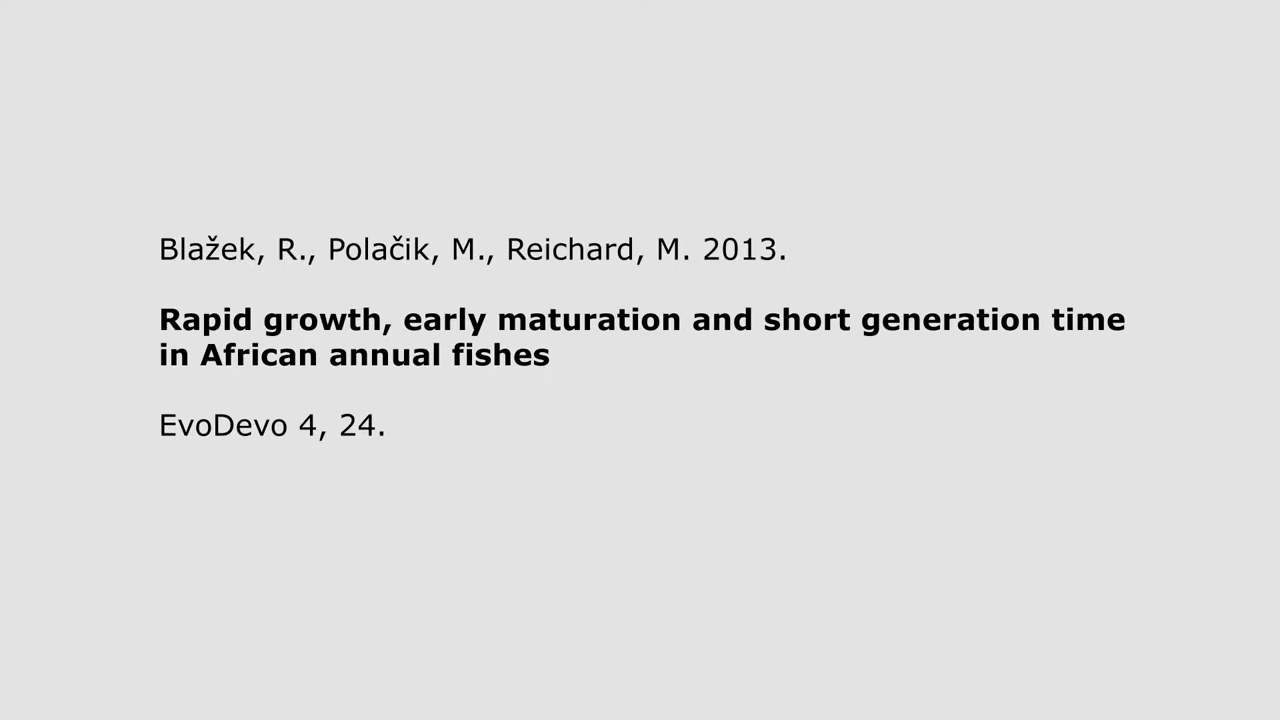 Blažek, R., Polačik, M., Reichard, M. 2013.
Rapid growth, early maturation and short generation time
in African annual fishes
EvoDevo 4, 24.